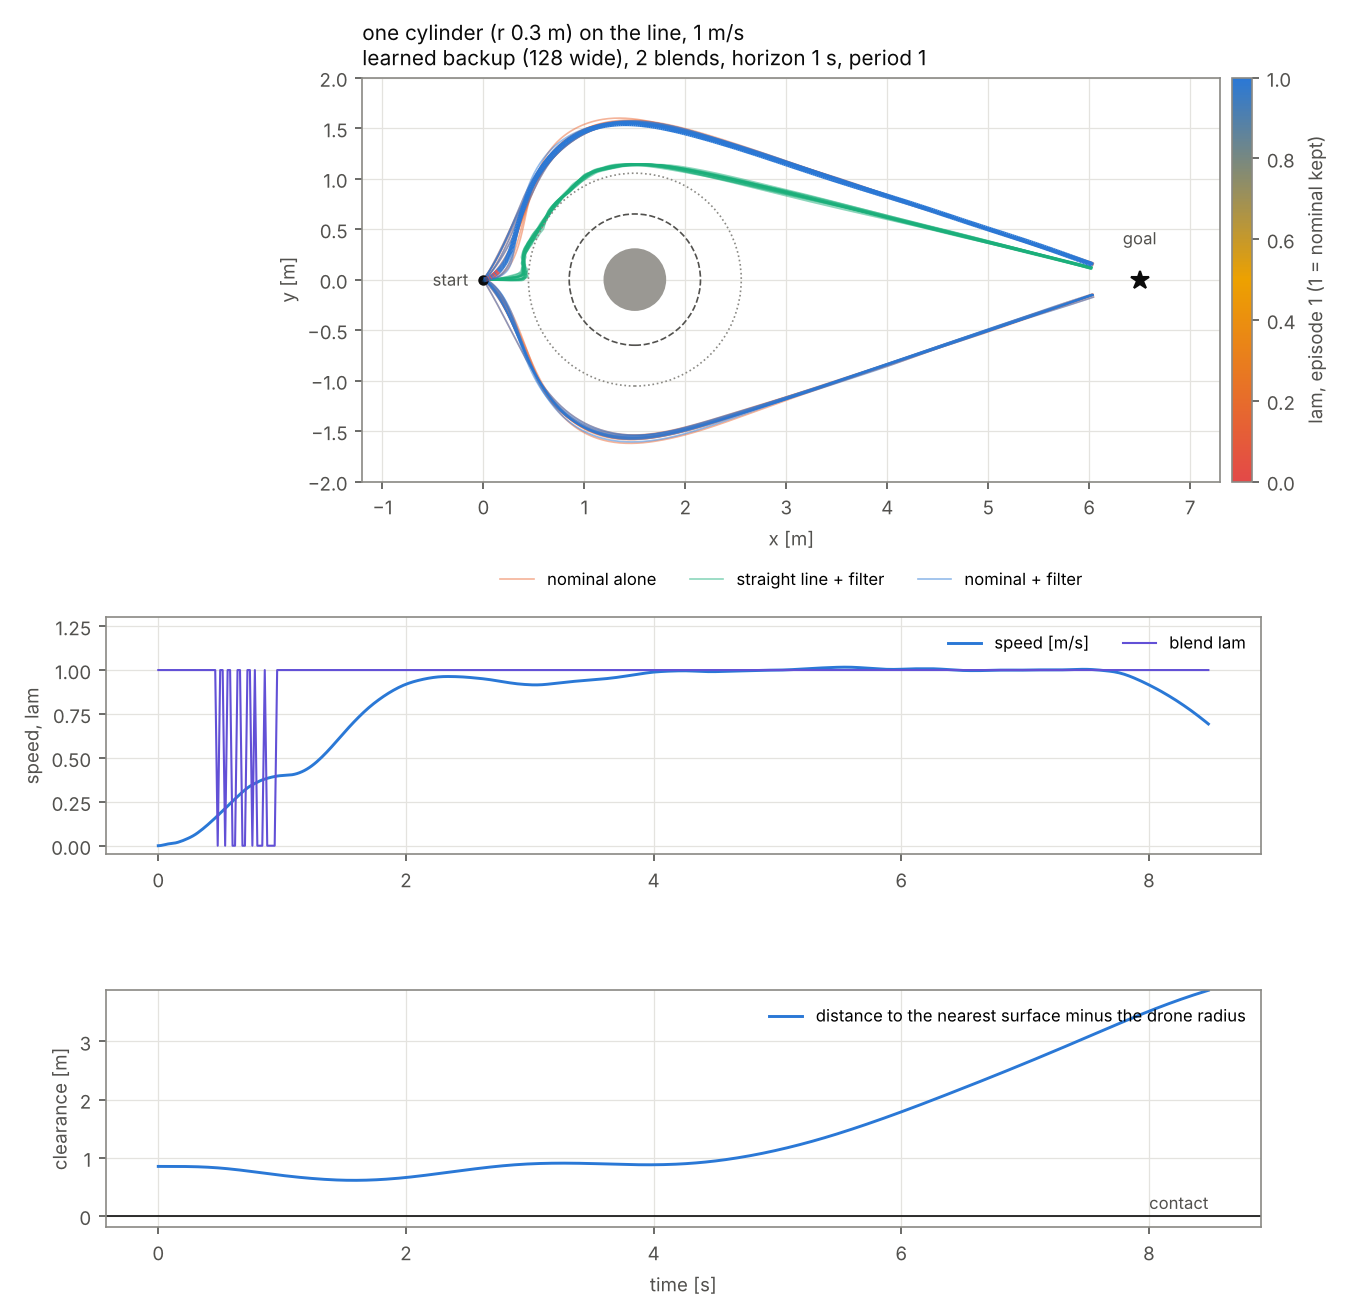 one cylinder (r 0.3 m) on the line, 1 m/s
learned backup (128 wide), 2 blends, horizon 1 s, period 1
2.0
1.5
1.0
0.5
0.0
−0.5
−1.0
−1.5
−2.0
y [m]
start
goal
−1
0
1
2
3
4
5
6
7
x [m]
1.0
0.8
0.6
0.4
0.2
0.0
lam, episode 1 (1 = nominal kept)
nominal alone
straight line + filter
nominal + filter
1.25
1.00
0.75
0.50
0.25
0.00
speed, lam
speed [m/s]
blend lam
0
2
4
6
8
3
2
1
0
clearance [m]
distance to the nearest surface minus the drone radius
contact
0
2
4
6
8
time [s]